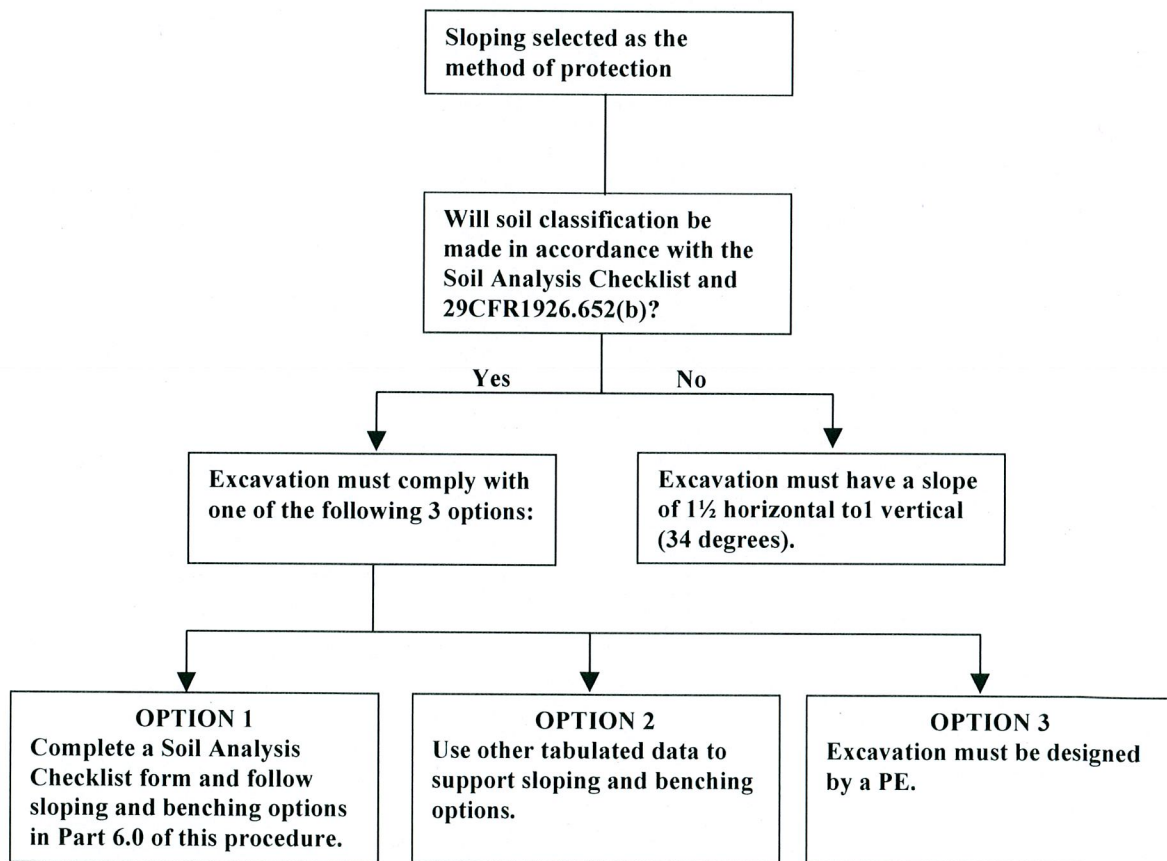 Sloping selected as the
method of protection
Will soil classification be
made in accordance with the
Soil Analysis Checklist and
29CFR1926.652(b)?
Yes
No
Excavation must comply with
one of the following 3 options:
Excavation must have a slope
of 1½ horizontal to1 vertical
(34 degrees).
OPTION 1
Complete a Soil Analysis
Checklist form and follow
sloping and benching options
in Part 6.0 of this procedure.
OPTION 2
Use other tabulated data to
support sloping and benching
options.
OPTION 3
Excavation must be designed
by a PE.